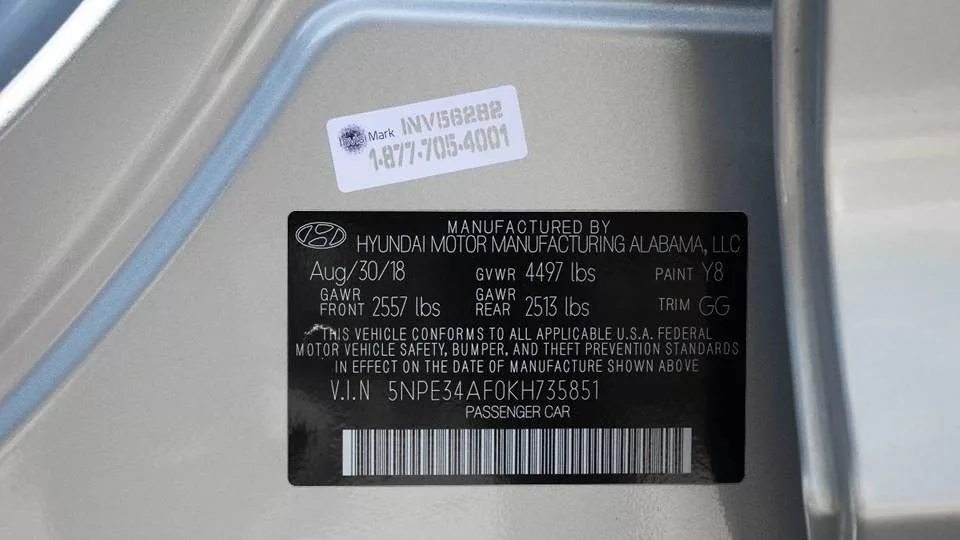 Mark INV56282
1-877-705-4001
MANUFACTURED BY
HYUNDAI MOTOR MANUFACTURING ALABAMA, LLC
Aug/30/18 GVWR 4497 lbs PAINT Y8
GAWR FRONT 2557 lbs GAWR REAR 2513 lbs TRIM GG
THIS VEHICLE CONFORMS TO ALL APPLICABLE U.S.A. FEDERAL
MOTOR VEHICLE SAFETY, BUMPER, AND THEFT PREVENTION STANDARDS
IN EFFECT ON THE DATE OF MANUFACTURE SHOWN ABOVE
V.I.N 5NPE34AF0KH735851
PASSENGER CAR